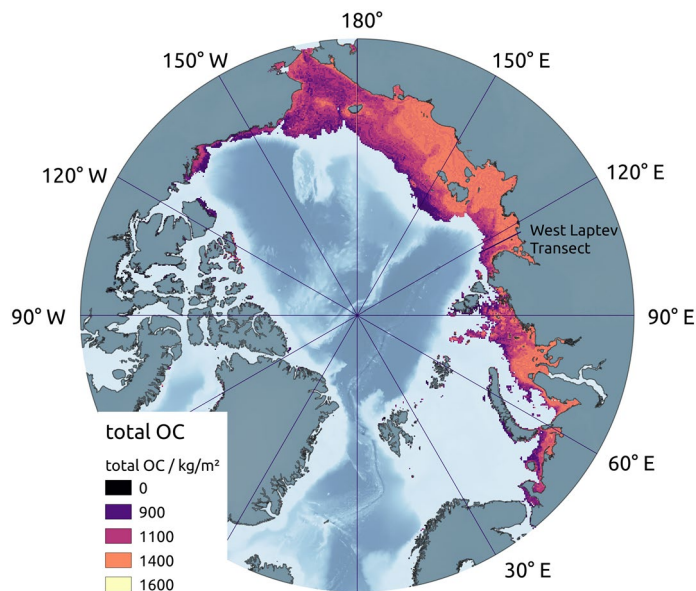 180°
150° W
150° E
120° W
120° E
West Laptev
Transect
90° W
90° E
total OC
total OC / kg/m²
0
900
1100
1400
1600
60° E
30° E